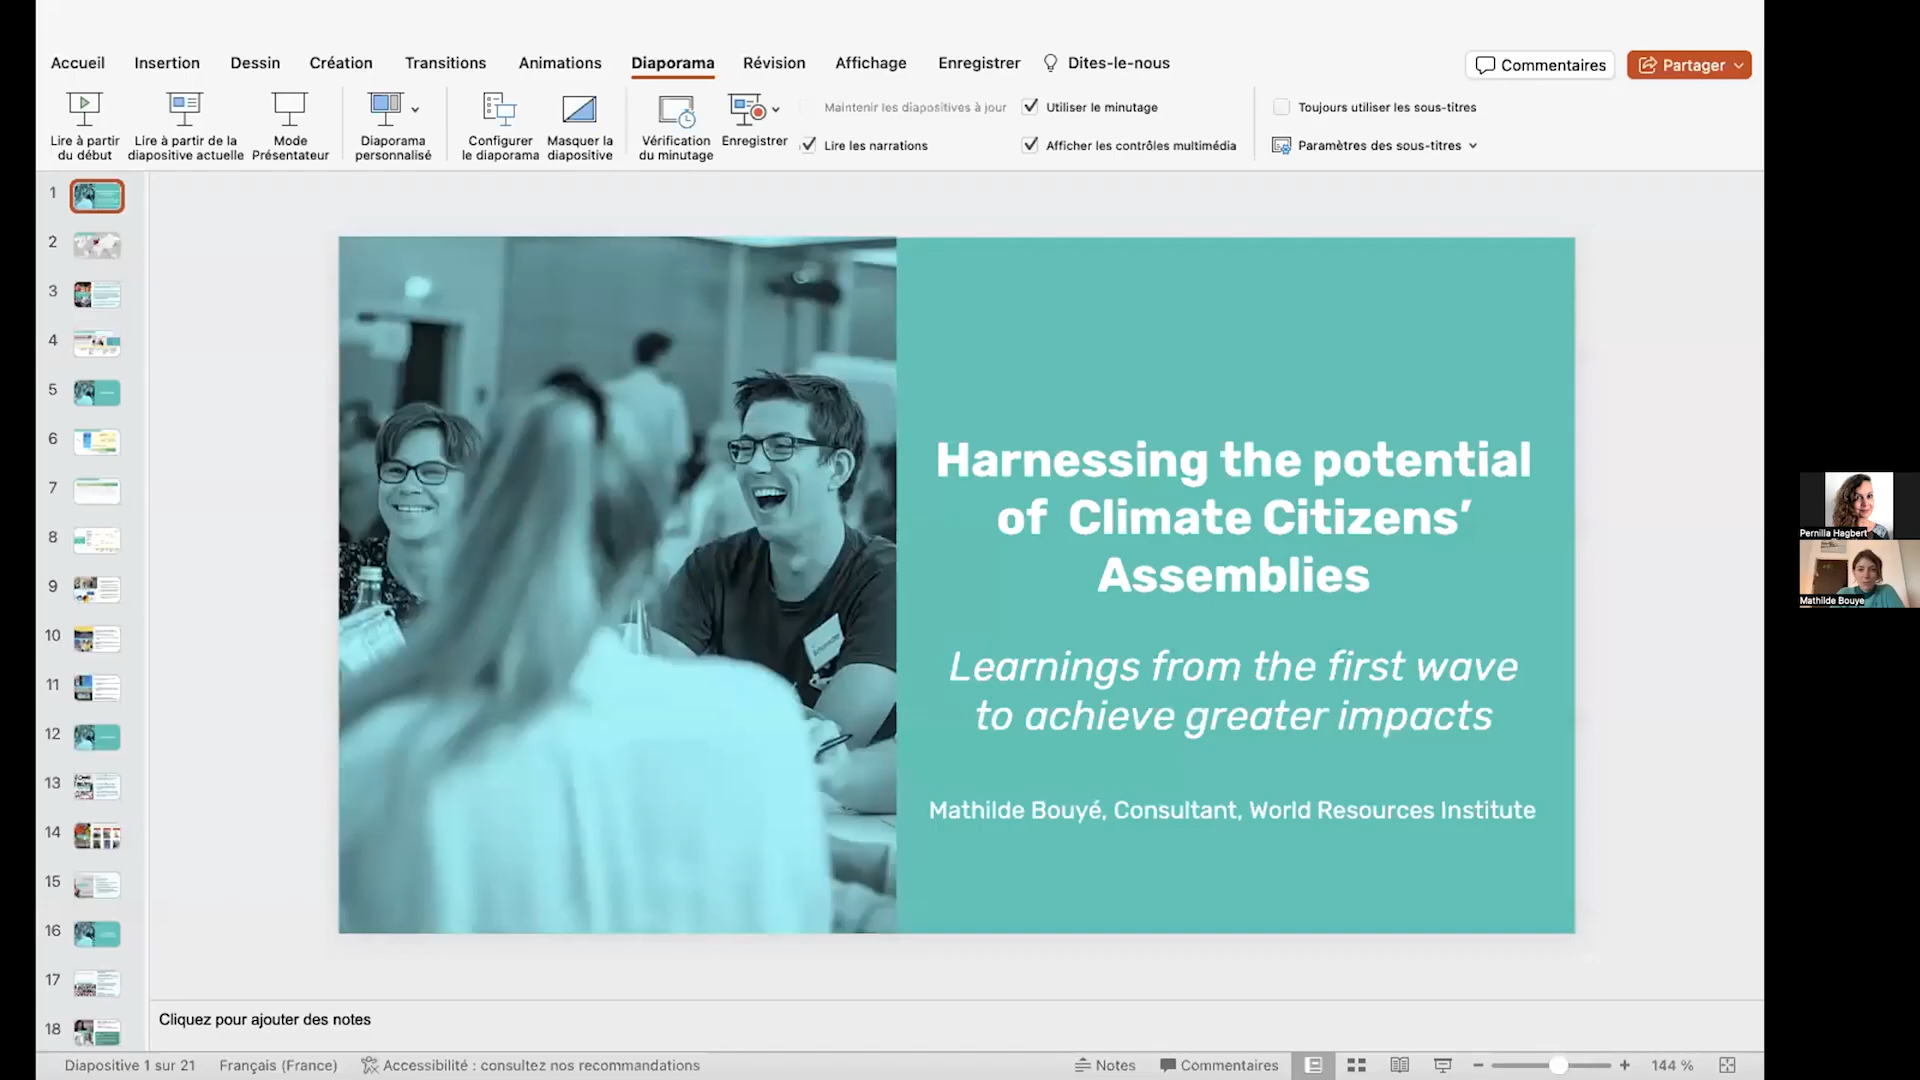 Accueil Insertion Dessin Création Transitions Animations Diaporama Révision Affichage Enregistrer Dites-le-nous Commentaires Partager
Lire à partir
du début
Lire à partir de la
diapositive actuelle
Mode
Présentateur
Diaporama
personnalisé
Configurer
le diaporama
Masquer la
diapositive
Vérification
du minutage
Enregistrer
Maintenir les diapositives à jour
Lire les narrations
Utiliser le minutage
Afficher les contrôles multimédia
Toujours utiliser les sous-titres
Paramètres des sous-titres
1
2
3
4
5
6
7
8
9
10
11
12
13
14
15
16
17
18
Harnessing the potential
of Climate Citizens’
Assemblies
Learnings from the first wave
to achieve greater impacts
Mathilde Bouyé, Consultant, World Resources Institute
Pernilla Hagbert
Mathilde Bouye
Cliquez pour ajouter des notes
Diapositive 1 sur 21 Français (France) Accessibilité : consultez nos recommandations Notes Commentaires 144 %